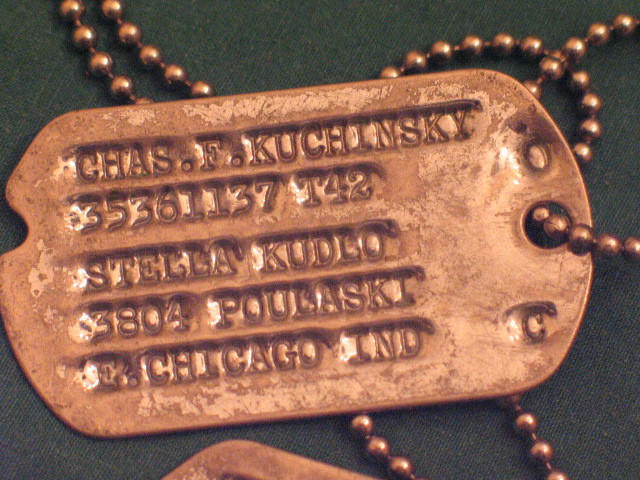 CHAS.F.KUCHINSKY
35361137 T42 O
STELLA KUDLO
3804 POULASKI
E.CHICAGO IND C